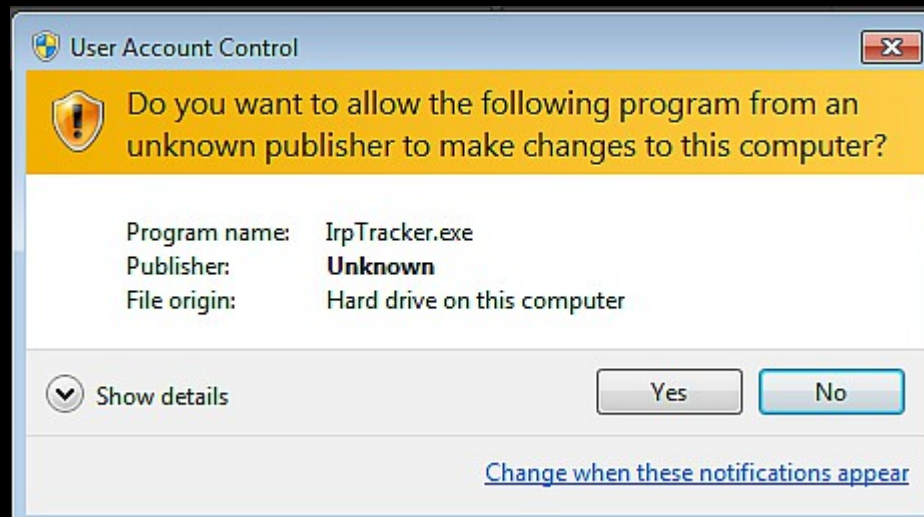 User Account Control
Do you want to allow the following program from an
unknown publisher to make changes to this computer?
Program name: IrpTracker.exe
Publisher: Unknown
File origin: Hard drive on this computer
Show details Yes No
Change when these notifications appear